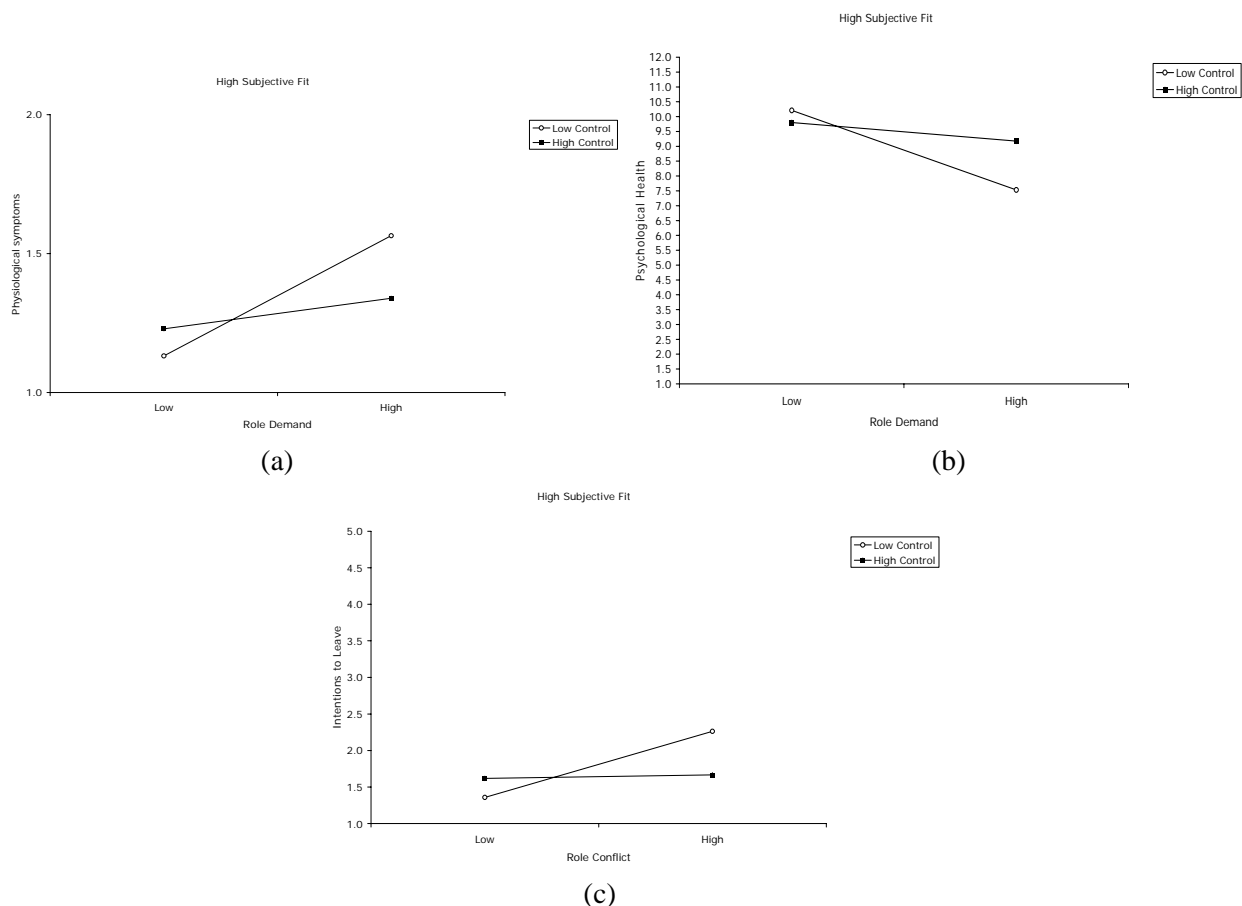 High Subjective Fit
2.0
1.5
1.0
Physiological symptoms
Low
High
Role Demand
Low Control
High Control
(a)
High Subjective Fit
12.0
11.5
11.0
10.5
10.0
9.5
9.0
8.5
8.0
7.5
7.0
6.5
6.0
5.5
5.0
4.5
4.0
3.5
3.0
2.5
2.0
1.5
1.0
Psychological Health
Low
High
Role Demand
Low Control
High Control
(b)
High Subjective Fit
5.0
4.5
4.0
3.5
3.0
2.5
2.0
1.5
1.0
Intentions to Leave
Low
High
Role Conflict
Low Control
High Control
(c)